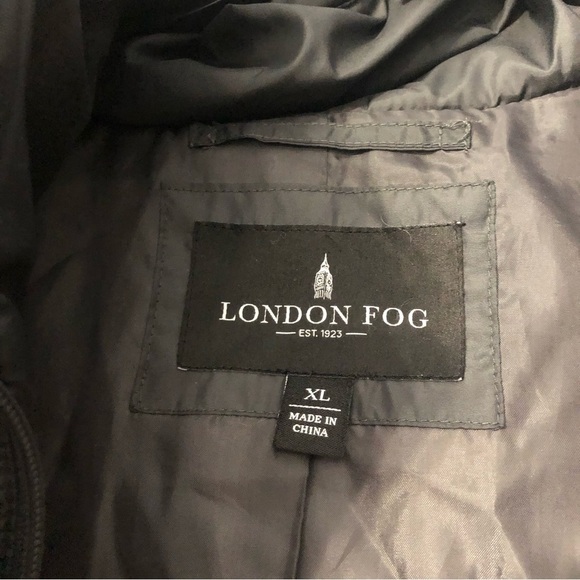 LONDON FOG
EST. 1923
XL
MADE IN
CHINA